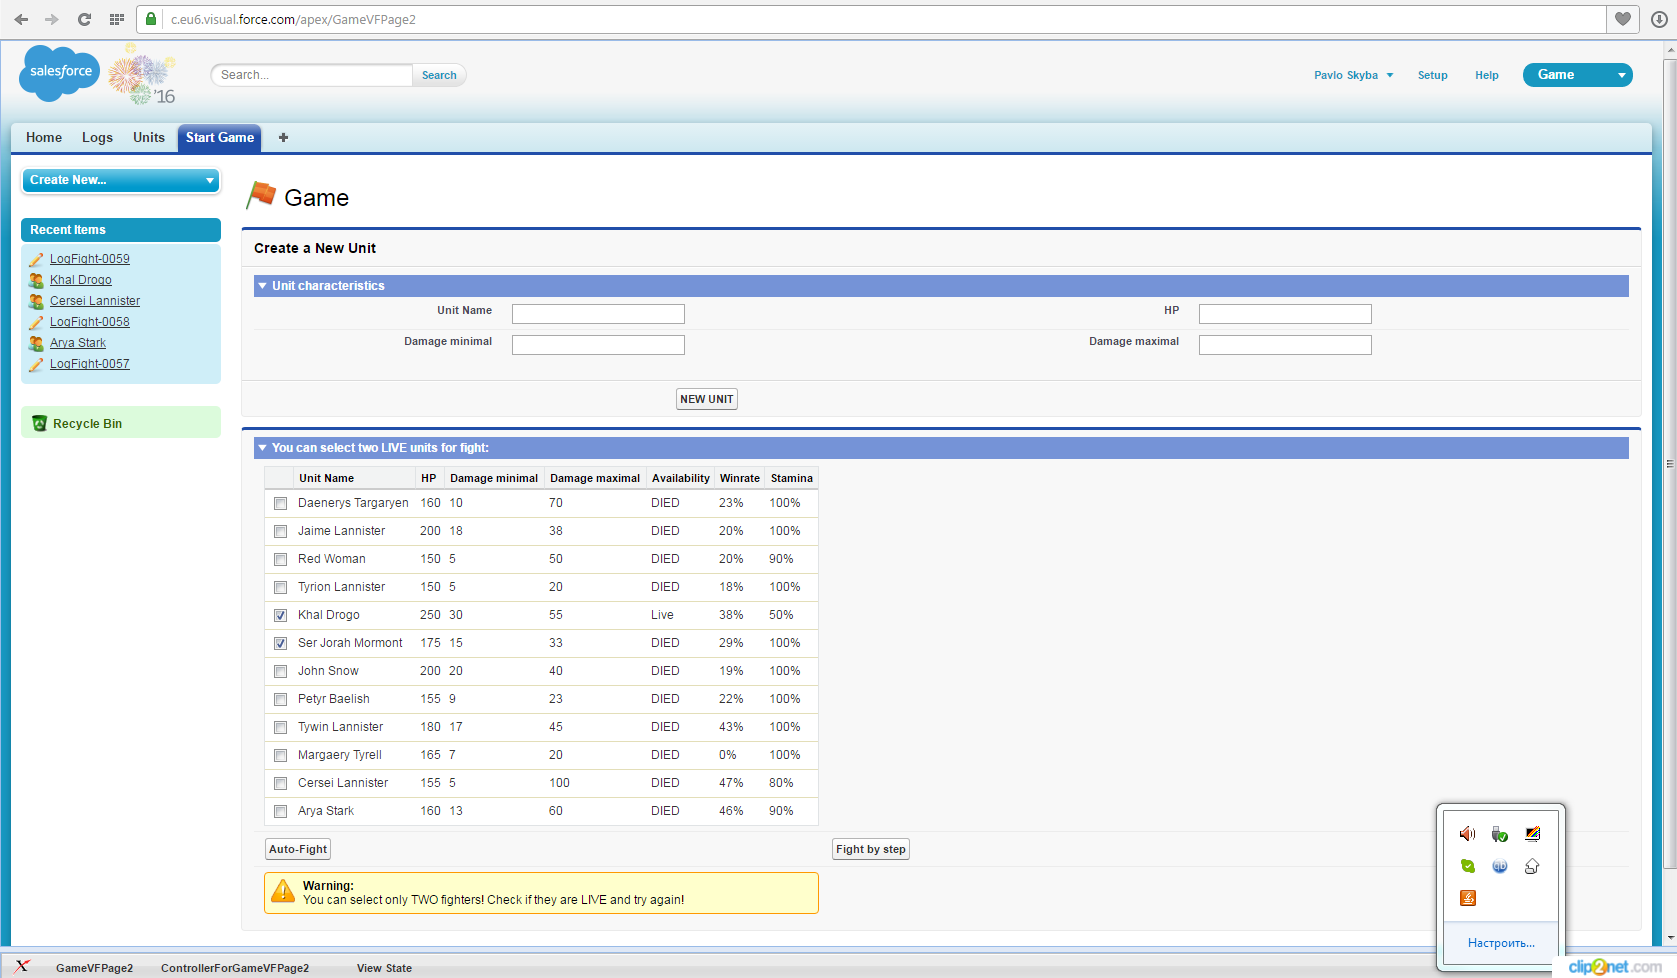 c.eu6.visual.force.com/apex/GameVFPage2
salesforce
'16
Search...
Search
Pavlo Skyba
Setup
Help
Game
Home
Logs
Units
Start Game
+
Create New...
Recent Items
LogFight-0059
Khal Drogo
Cersei Lannister
LogFight-0058
Arya Stark
LogFight-0057
Recycle Bin
Game
Create a New Unit
Unit characteristics
Unit Name
HP
Damage minimal
Damage maximal
NEW UNIT
You can select two LIVE units for fight:
Unit Name HP Damage minimal Damage maximal Availability Winrate Stamina
Daenerys Targaryen 160 10 70 DIED 23% 100%
Jaime Lannister 200 18 38 DIED 20% 100%
Red Woman 150 5 50 DIED 20% 90%
Tyrion Lannister 150 5 20 DIED 18% 100%
Khal Drogo 250 30 55 Live 38% 50%
Ser Jorah Mormont 175 15 33 DIED 29% 100%
John Snow 200 20 40 DIED 19% 100%
Petyr Baelish 155 9 23 DIED 22% 100%
Tywin Lannister 180 17 45 DIED 43% 100%
Margaery Tyrell 165 7 20 DIED 0% 100%
Cersei Lannister 155 5 100 DIED 47% 80%
Arya Stark 160 13 60 DIED 46% 90%
Auto-Fight
Fight by step
Warning:
You can select only TWO fighters! Check if they are LIVE and try again!
qb
Настроить...
GameVFPage2
ControllerForGameVFPage2
View State
clip2net.com